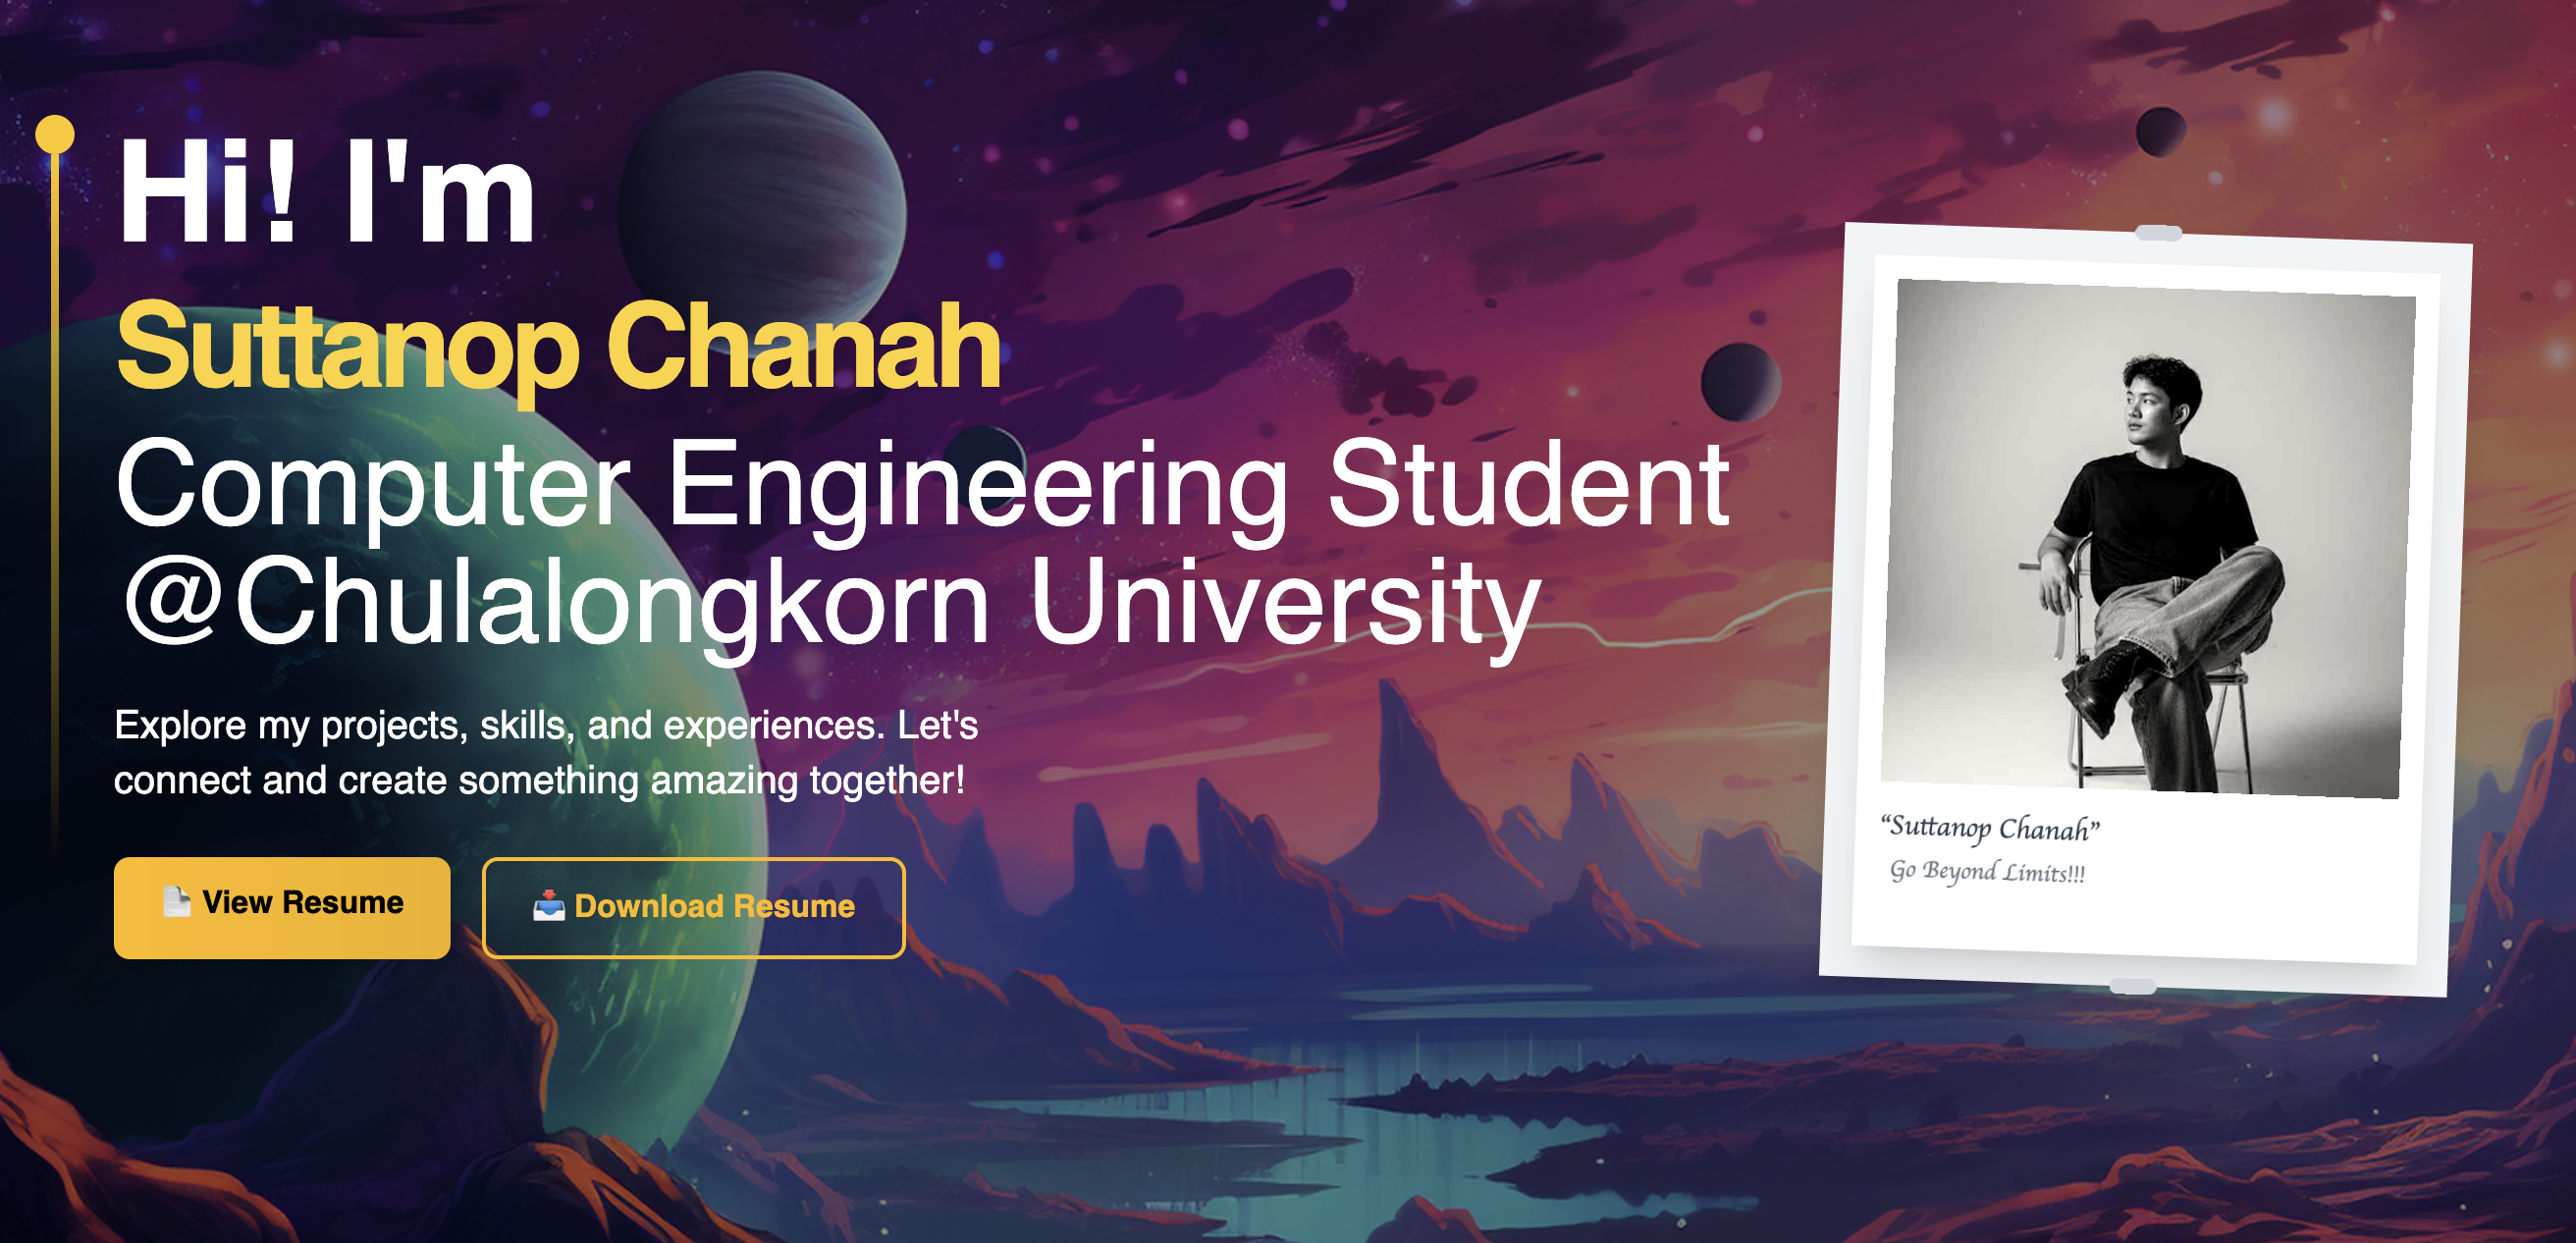 Hi! I'm
Suttanop Chanah
Computer Engineering Student
@Chulalongkorn University
Explore my projects, skills, and experiences. Let's
connect and create something amazing together!
View Resume
Download Resume
“Suttanop Chanah”
Go Beyond Limits!!!